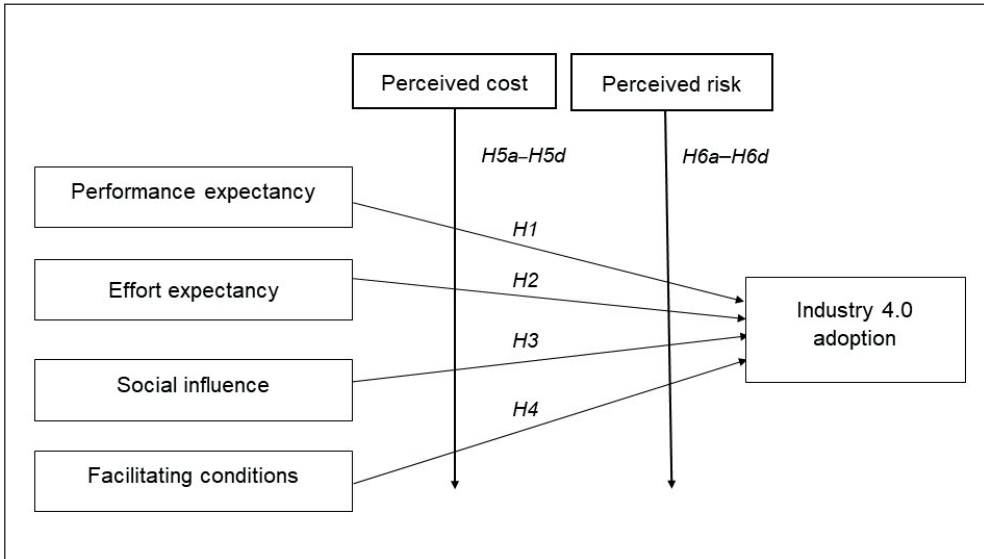 Perceived cost
Perceived risk
H5a–H5d
H6a–H6d
Performance expectancy
H1
Effort expectancy
H2
Industry 4.0
adoption
H3
Social influence
H4
Facilitating conditions